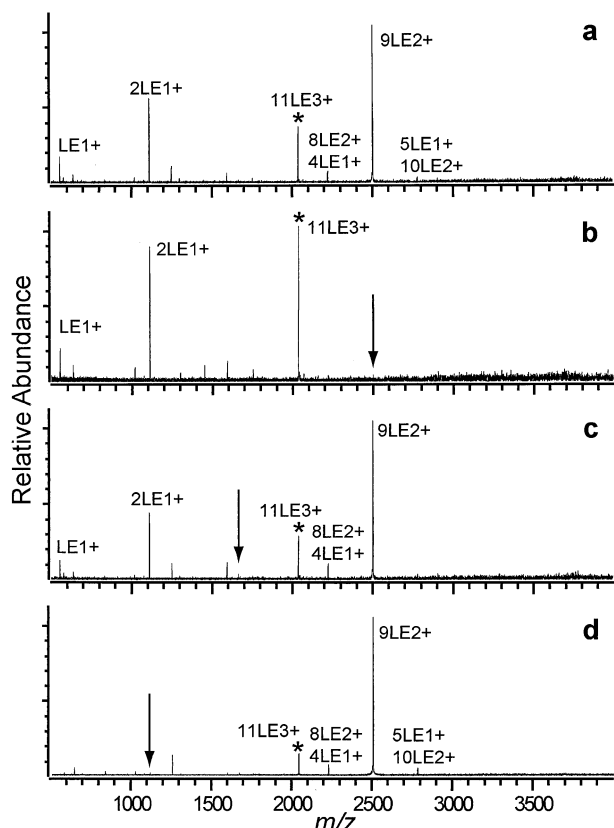 a
9LE2+
2LE1+
11LE3+
*
LE1+
8LE2+
4LE1+
5LE1+
10LE2+
b
* 11LE3+
2LE1+
LE1+
Relative Abundance
c
9LE2+
2LE1+
11LE3+
*
8LE2+
4LE1+
LE1+
d
9LE2+
11LE3+
*
8LE2+
4LE1+
5LE1+
10LE2+
1000 1500 2000 2500 3000 3500
m/z